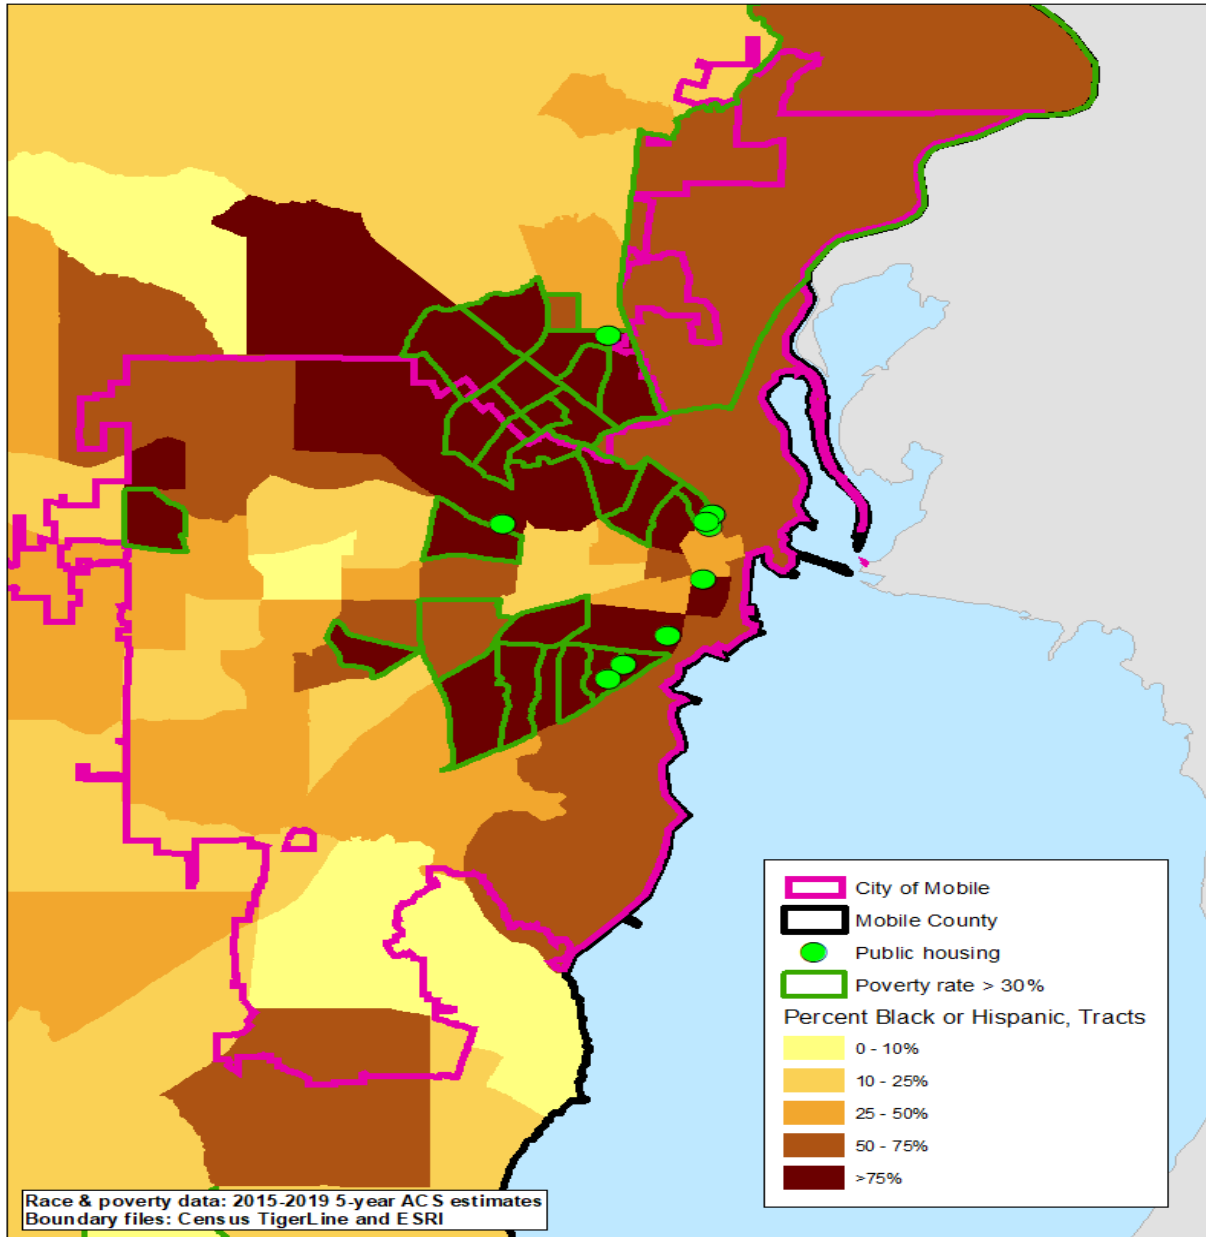 City of Mobile
Mobile County
Public housing
Poverty rate > 30%
Percent Black or Hispanic, Tracts
0 - 10%
10 - 25%
25 - 50%
50 - 75%
>75%
Race & poverty data: 2015-2019 5-year ACS estimates
Boundary files: Census TigerLine and ESRI